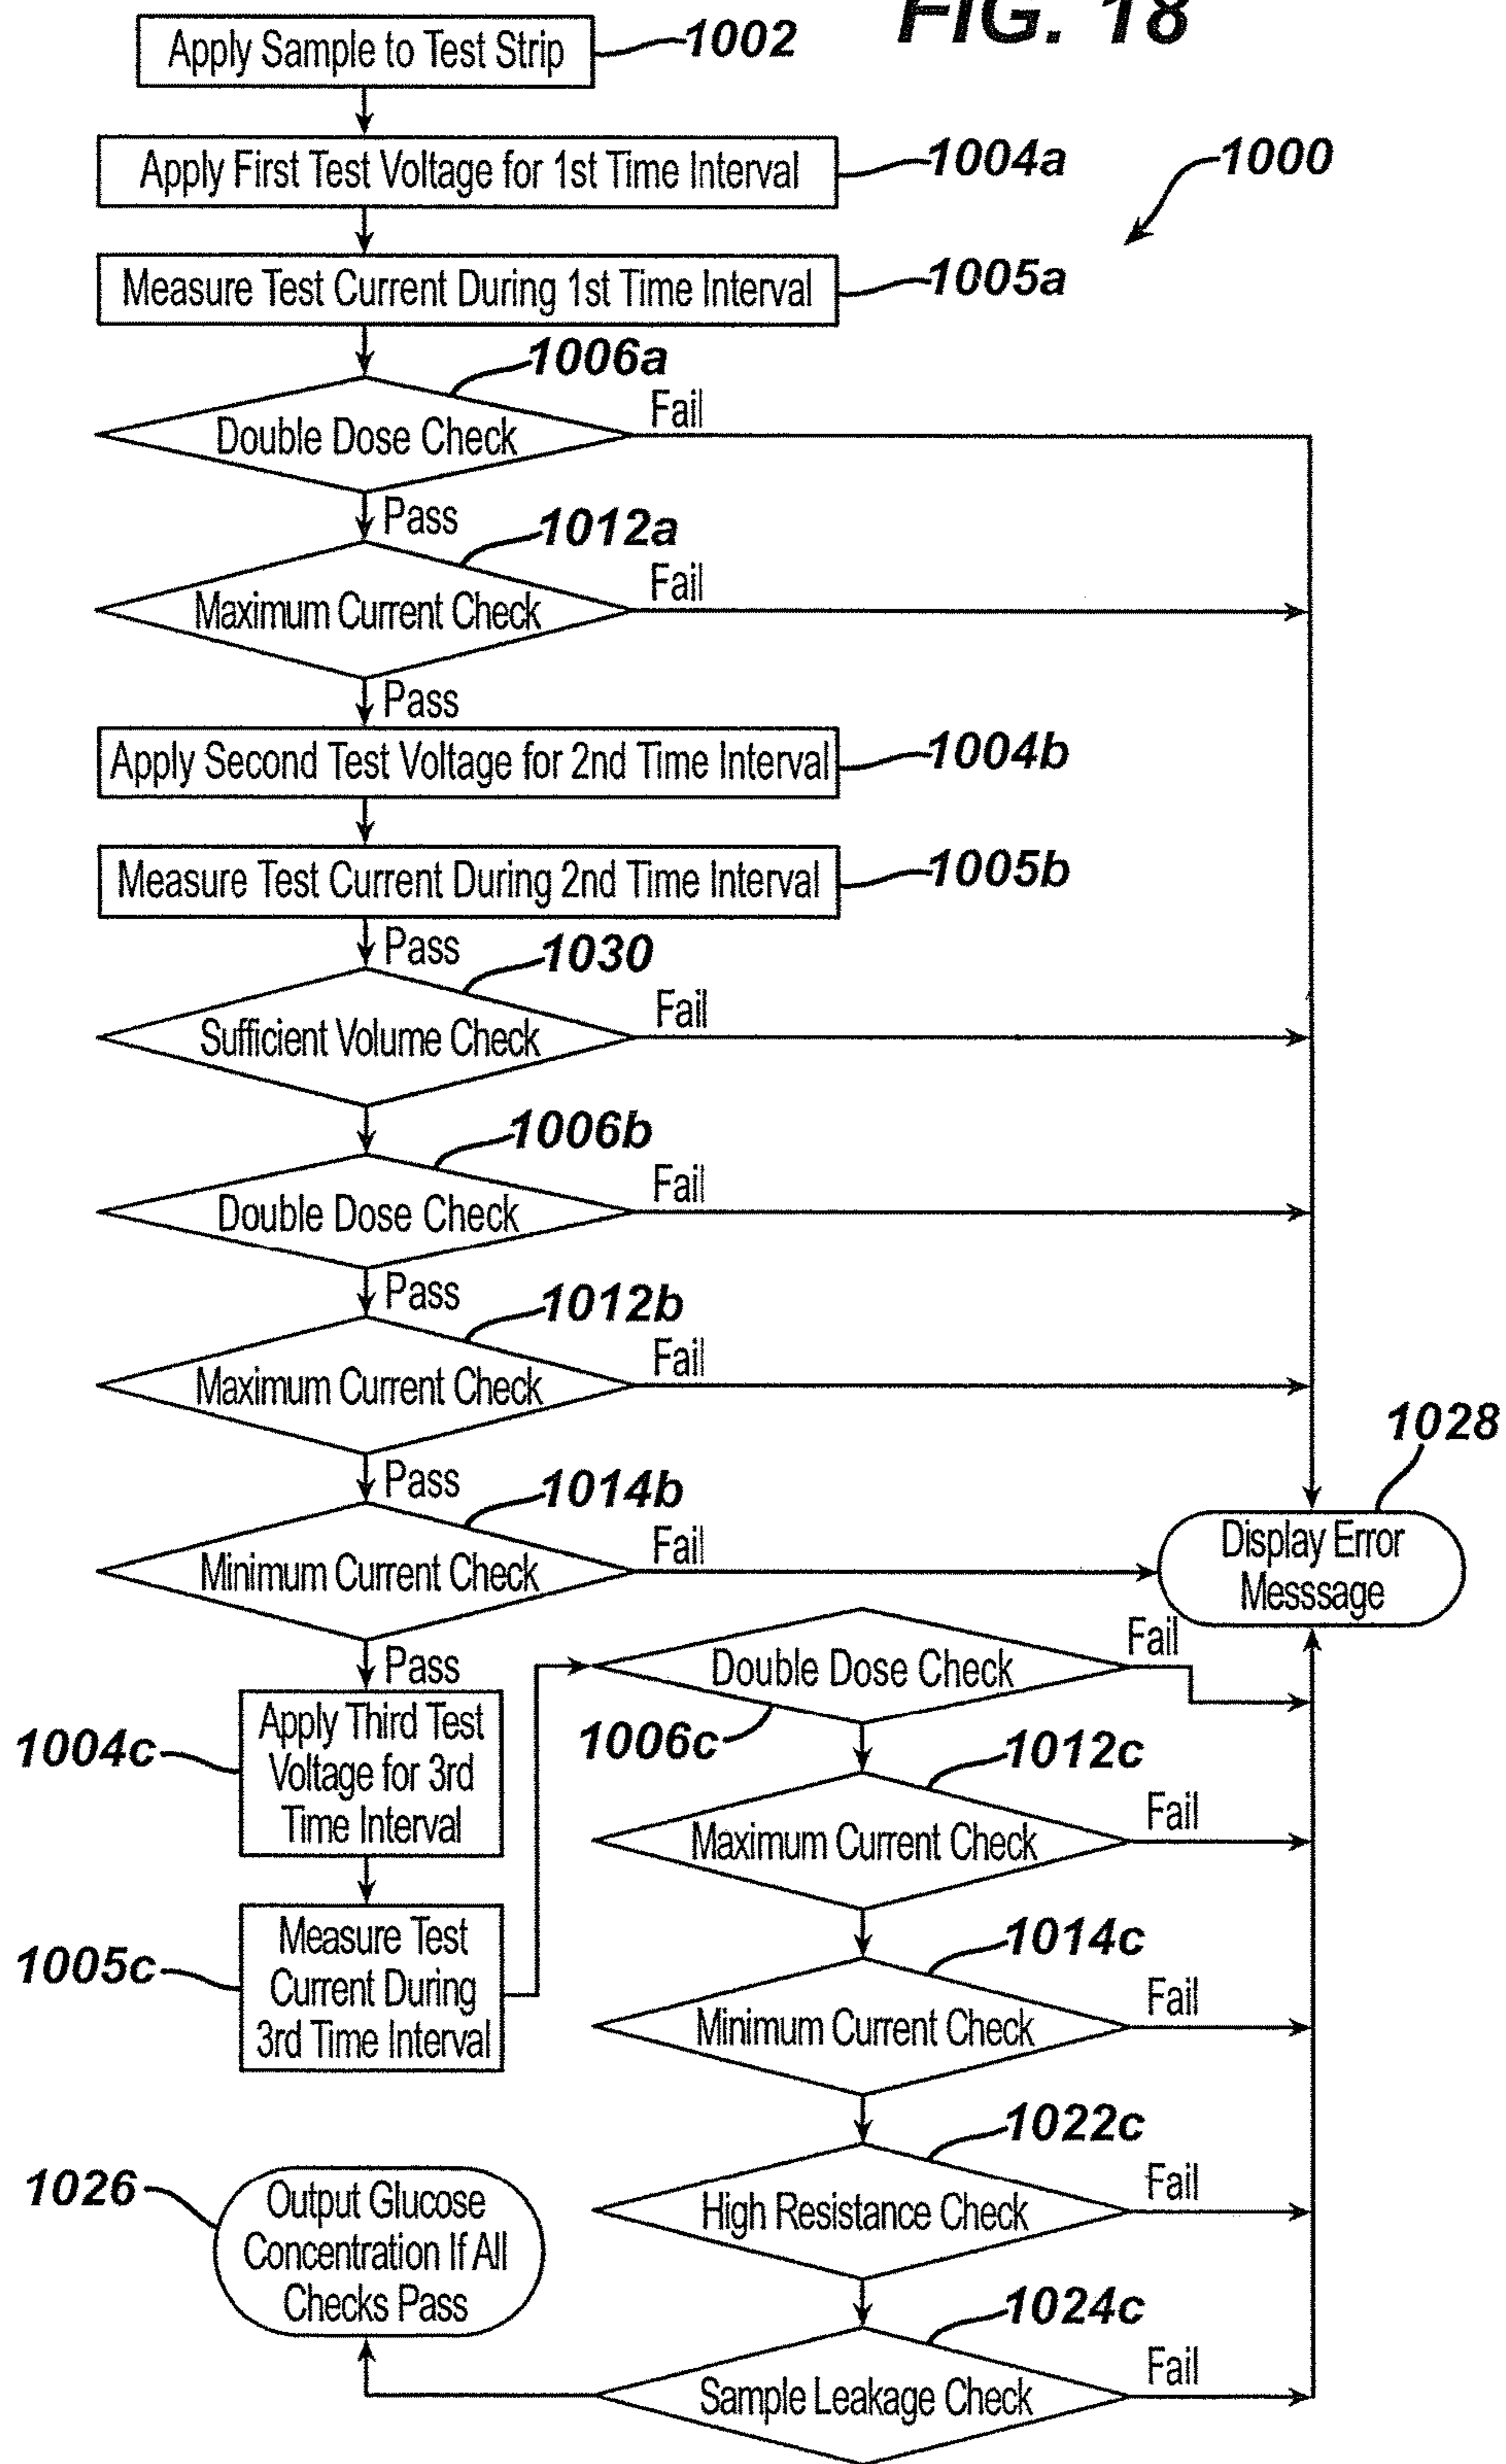 FIG. 18
Apply Sample to Test Strip
1002
Apply First Test Voltage for 1st Time Interval
1004a
1000
Measure Test Current During 1st Time Interval
1005a
1006a
Double Dose Check
Fail
Pass
1012a
Maximum Current Check
Fail
Pass
Apply Second Test Voltage for 2nd Time Interval
1004b
Measure Test Current During 2nd Time Interval
1005b
Pass
1030
Sufficient Volume Check
Fail
1006b
Double Dose Check
Fail
Pass
1012b
Maximum Current Check
Fail
Pass
1014b
Minimum Current Check
Fail
1028
Display Error
Messsage
Pass
1004c
Apply Third Test
Voltage for 3rd
Time Interval
1005c
Measure Test
Current During
3rd Time Interval
Double Dose Check
Fail
1006c
1012c
Maximum Current Check
Fail
1014c
Minimum Current Check
Fail
1022c
High Resistance Check
Fail
1024c
Sample Leakage Check
Fail
1026
Output Glucose
Concentration If All
Checks Pass